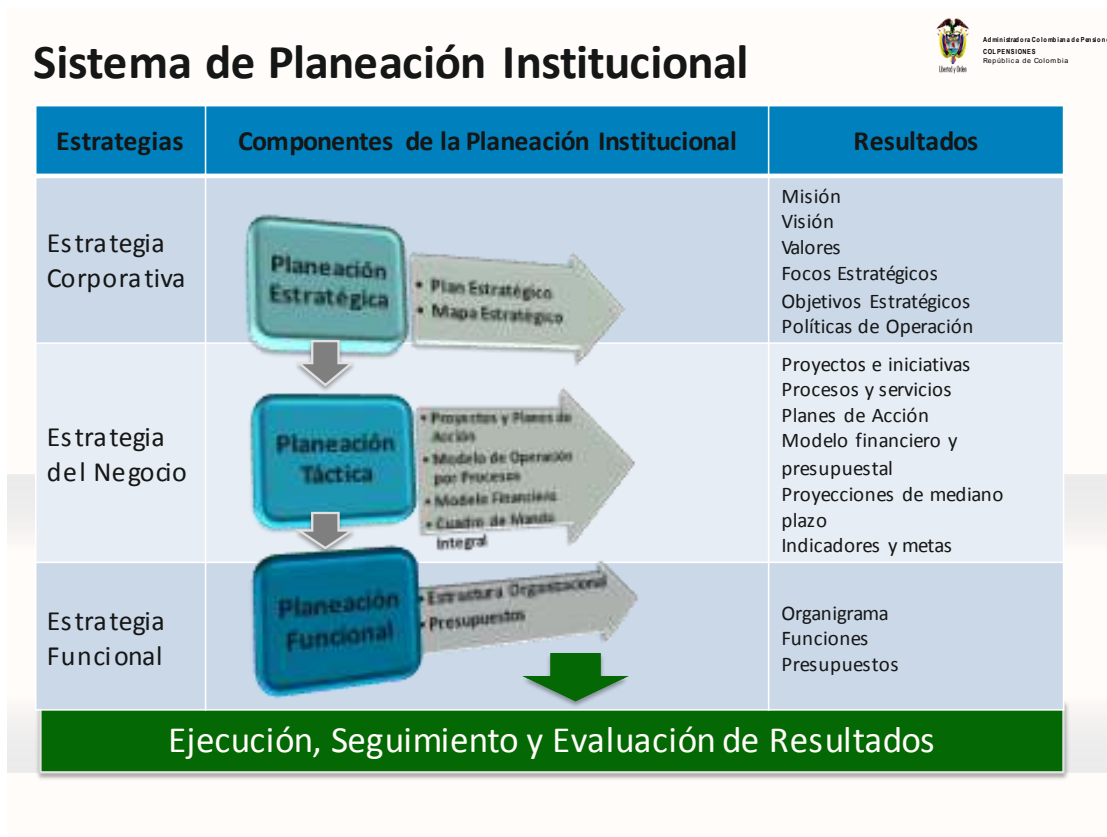 Sistema de Planeación Institucional
Administradora Colombiana de Pension
COLPENSIONES
República de Colombia
Libertad y Orden
Estrategias
Componentes de la Planeación Institucional
Resultados
Estrategia
Corporativa
Planeación
Estratégica
• Plan Estratégico
• Mapa Estratégico
Misión
Visión
Valores
Focos Estratégicos
Objetivos Estratégicos
Políticas de Operación
Estrategia
del Negocio
Planeación
Táctica
• Proyectos y Planes de
Acción
• Modelo de Operación
por Procesos
• Modelo Financiero
• Cuadro de Mando
Integral
Proyectos e iniciativas
Procesos y servicios
Planes de Acción
Modelo financiero y
presupuestal
Proyecciones de mediano
plazo
Indicadores y metas
Estrategia
Funcional
Planeación
Funcional
• Estructura Organizacional
• Presupuestos
Organigrama
Funciones
Presupuestos
Ejecución, Seguimiento y Evaluación de Resultados